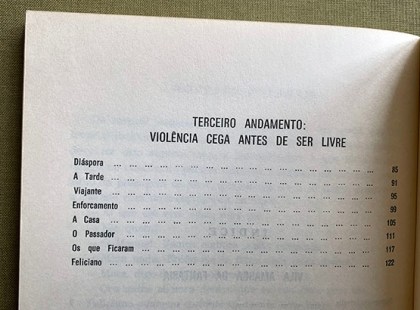 TERCEIRO ANDAMENTO:
VIOLÊNCIA CEGA ANTES DE SER LIVRE
Diáspora ... ... ... ... ... ... ... ... ... ... ... ... ... ... 85
A Tarde ... ... ... ... ... ... ... ... ... ... ... ... ... ... 91
Viajante ... ... ... ... ... ... ... ... ... ... ... ... ... ... 95
Enforcamento ... ... ... ... ... ... ... ... ... ... ... ... ... 99
A Casa ... ... ... ... ... ... ... ... ... ... ... ... ... ... 105
O Passador ... ... ... ... ... ... ... ... ... ... ... ... ... 111
Os que Ficaram ... ... ... ... ... ... ... ... ... ... ... ... 117
Feliciano ... ... ... ... ... ... ... ... ... ... ... ... ... ... 122